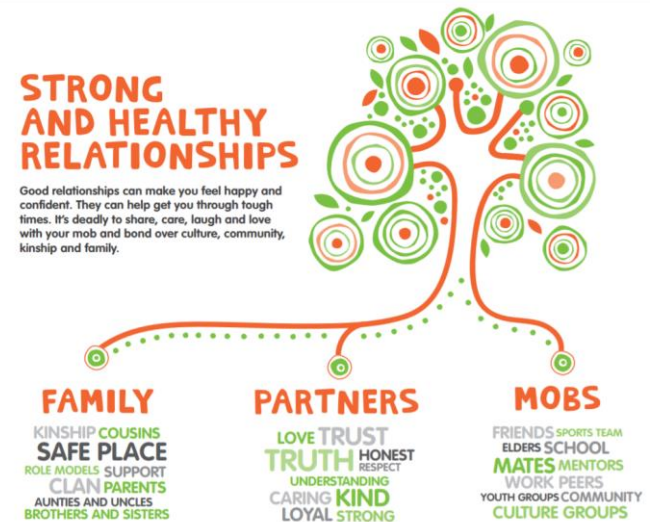 STRONG
AND HEALTHY
RELATIONSHIPS
Good relationships can make you feel happy and
confident. They can help get you through tough
times. It's deadly to share, care, laugh and love
with your mob and bond over culture, community,
kinship and family.
FAMILY
KINSHIP COUSINS
SAFE PLACE
ROLE MODELS SUPPORT
CLAN PARENTS
AUNTIES AND UNCLES
BROTHERS AND SISTERS
PARTNERS
LOVE TRUST
TRUTH HONEST
RESPECT
UNDERSTANDING
CARING KIND
LOYAL STRONG
MOBS
FRIENDS SPORTS TEAM
ELDERS SCHOOL
MATES MENTORS
WORK PEERS
YOUTH GROUPS COMMUNITY
CULTURE GROUPS